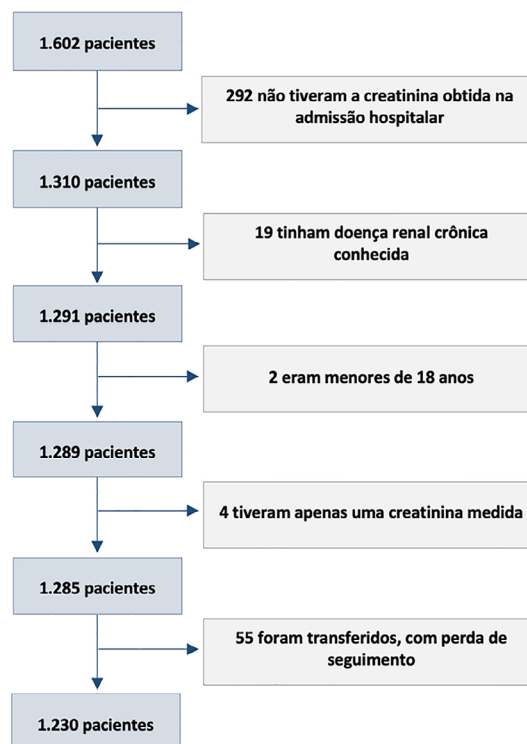 1.602 pacientes
292 não tiveram a creatinina obtida na
admissão hospitalar
1.310 pacientes
19 tinham doença renal crônica
conhecida
1.291 pacientes
2 eram menores de 18 anos
1.289 pacientes
4 tiveram apenas uma creatinina medida
1.285 pacientes
55 foram transferidos, com perda de
seguimento
1.230 pacientes